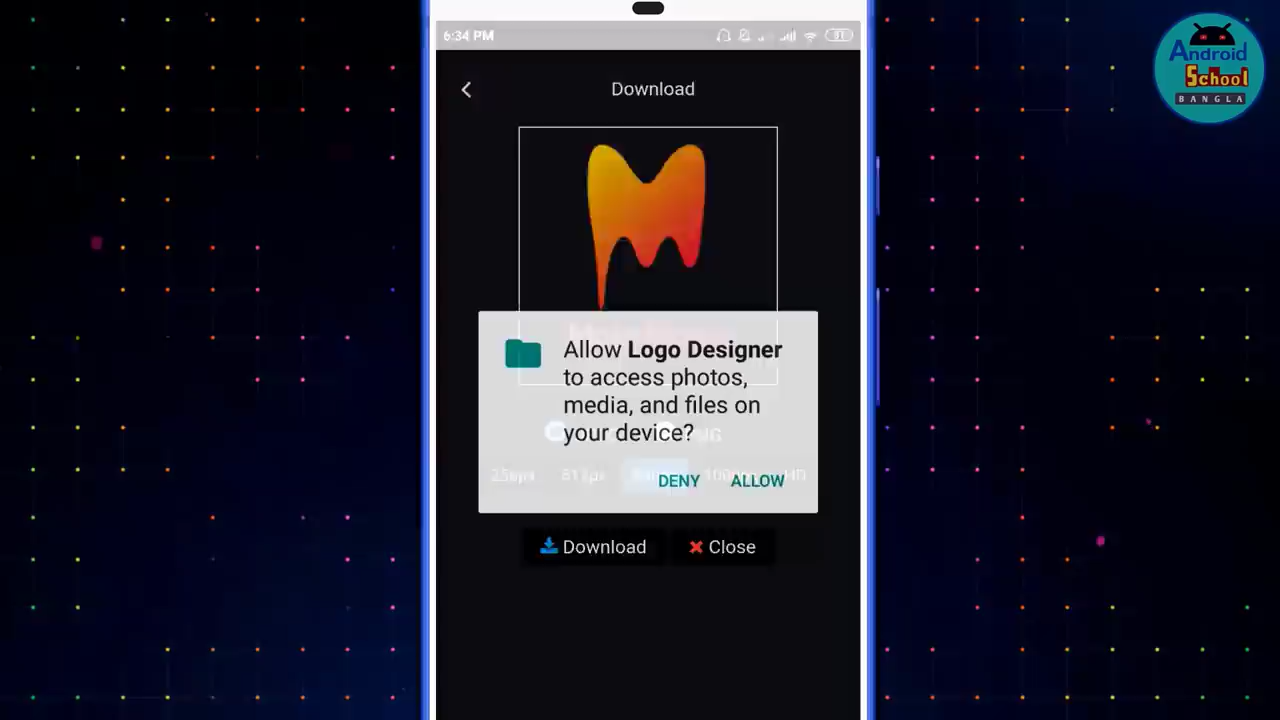 6:34 PM
81
Android
School
BANGLA
Download
Allow Logo Designer
to access photos,
media, and files on
your device?
DENY ALLOW
Download Close